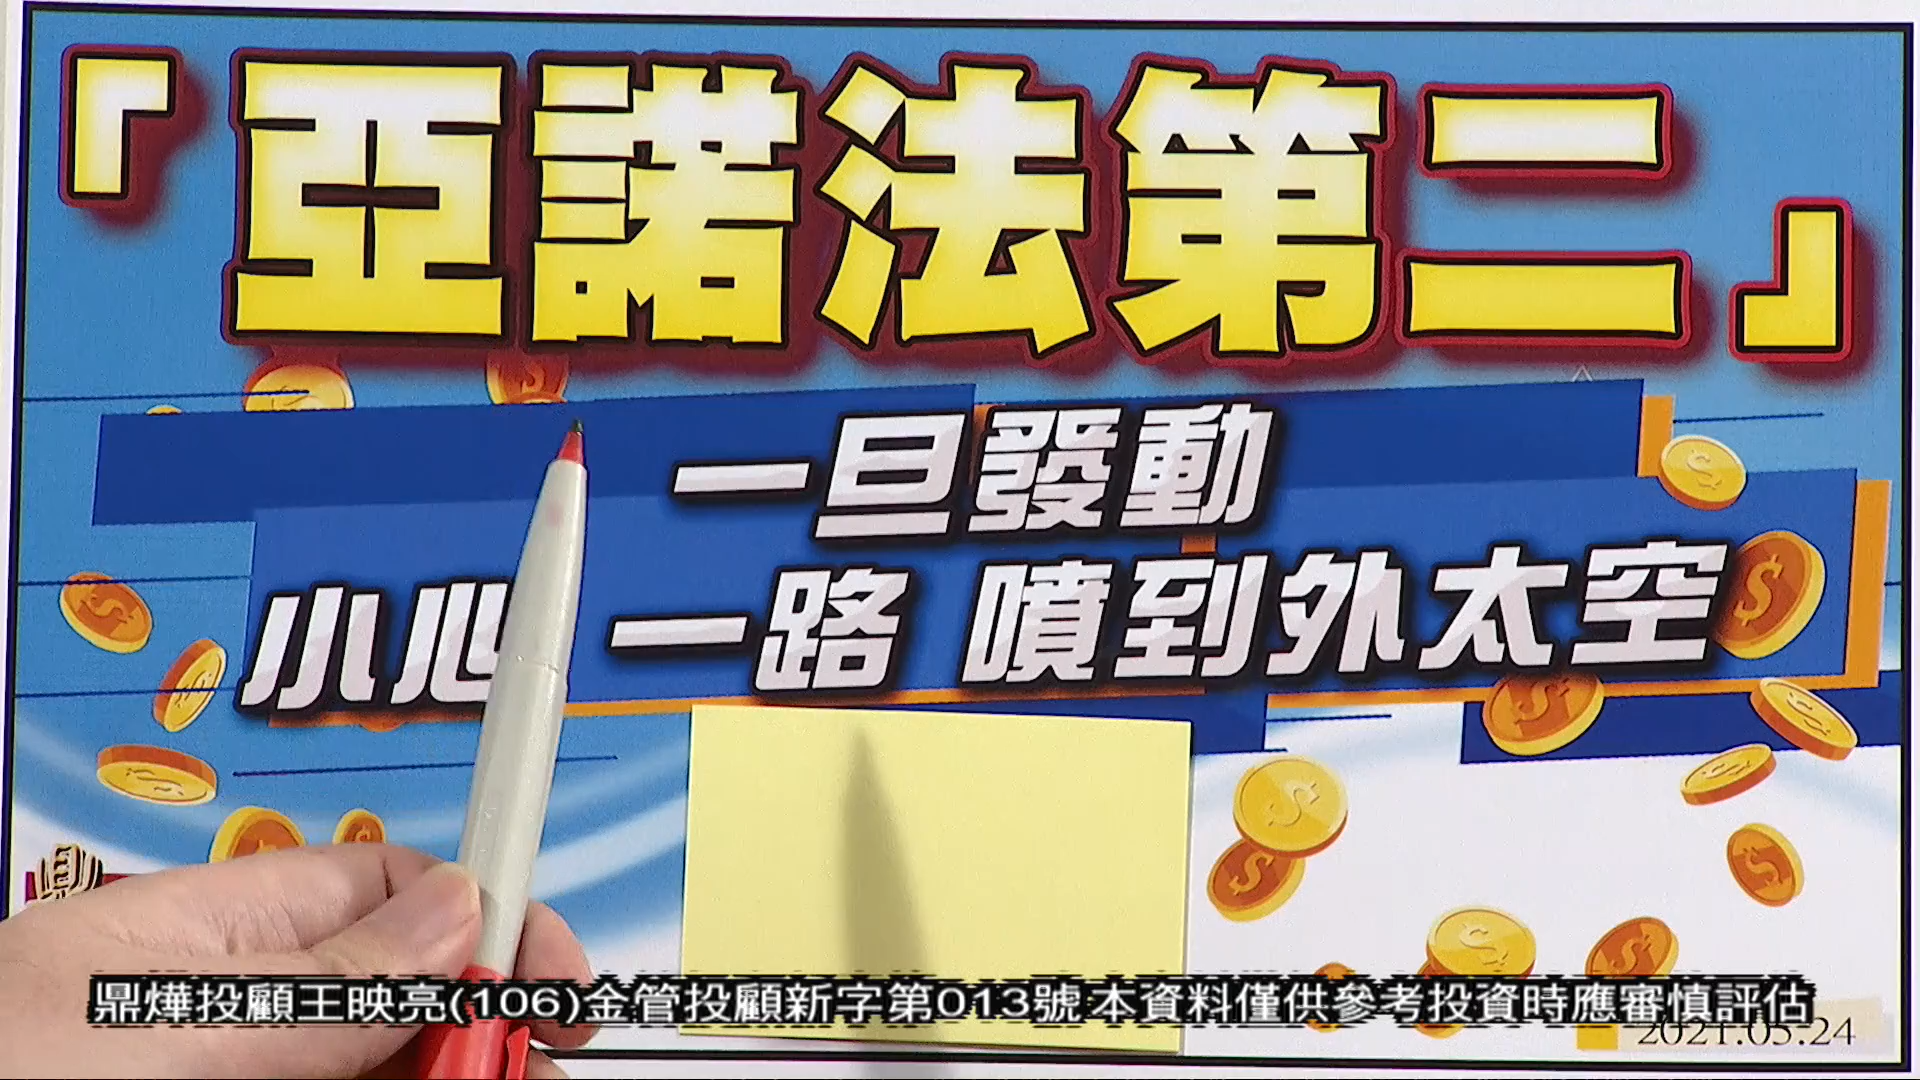 「亞諾法第二」
一旦發動
小心 一路 噴到外太空
鼎燁投顧王映亮(106)金管投顧新字第013號 本資料僅供參考投資時應審慎評估
2021.05.24